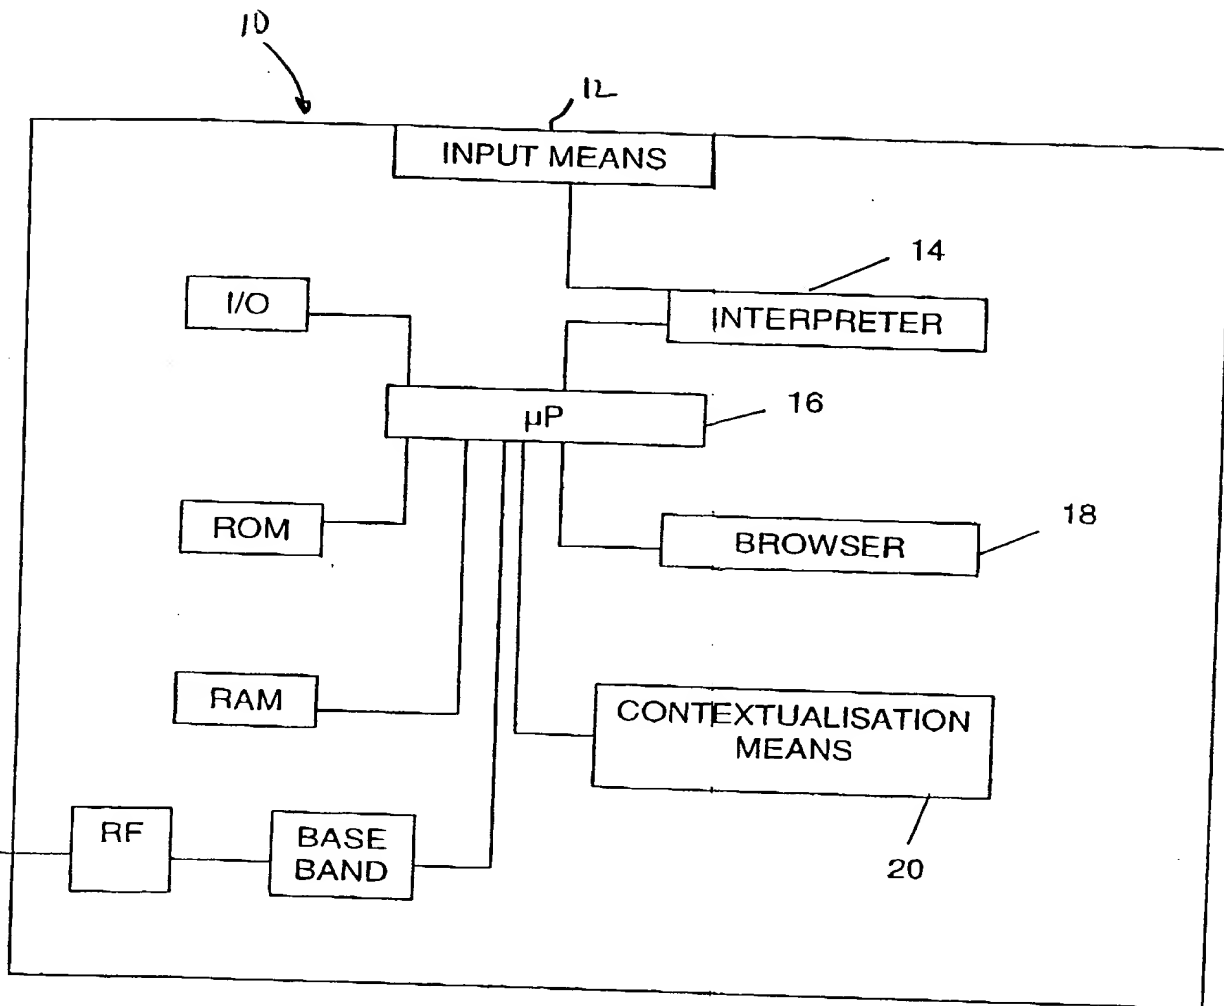 10
12
INPUT MEANS
14
I/O
INTERPRETER
µP
16
18
ROM
BROWSER
RAM
CONTEXTUALISATION
MEANS
RF
BASE
BAND
20